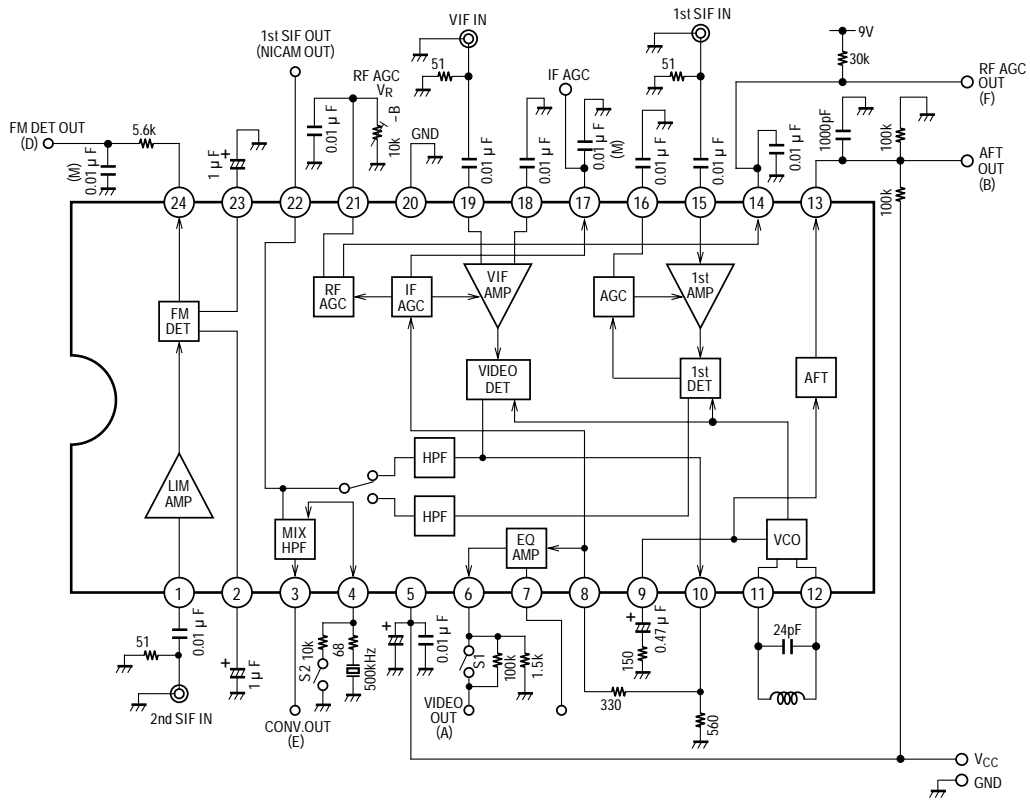 VIF IN
1st SIF IN
1st SIF OUT
(NICAM OUT)
9V
30k
51
51
RF AGC
VR
-B
10k
0.01 µF
IF AGC
RF AGC
OUT
(F)
FM DET OUT
(D)
5.6k
(M)
0.01 µF
1 µF
+
GND
0.01 µF
0.01 µF
0.01 µF
(M)
0.01 µF
0.01 µF
0.01 µF
1000pF
100k
AFT
OUT
(B)
100k
24
23
22
21
20
19
18
17
16
15
14
13
RF
AGC
IF
AGC
VIF
AMP
AGC
1st
AMP
FM
DET
VIDEO
DET
1st
DET
AFT
HPF
LIM
AMP
HPF
MIX
HPF
EQ
AMP
VCO
1
2
3
4
5
6
7
8
9
10
11
12
51
0.01 µF
+
1 µF
2nd SIF IN
S2
10k
68
500kHz
CONV.OUT
(E)
+
0.01 µF
S1
100k
1.5k
VIDEO
OUT
(A)
330
+
0.47 µF
150
560
24pF
VCC
GND